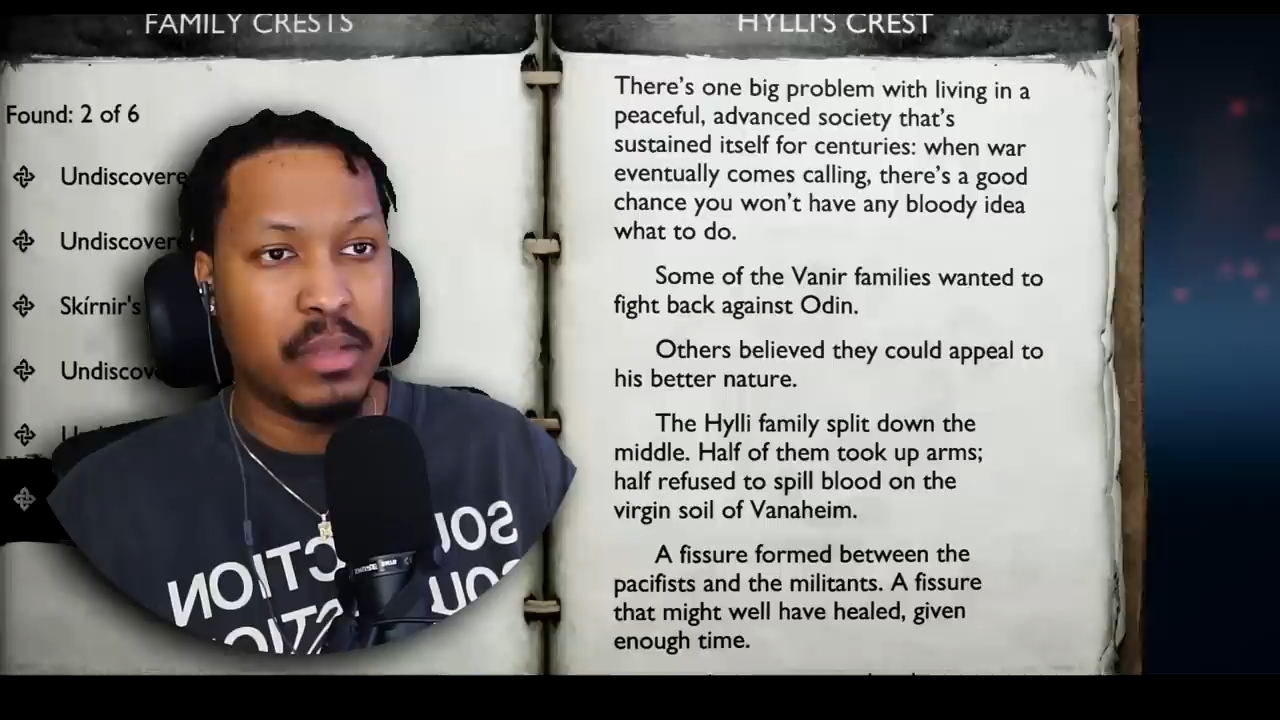 FAMILY CRESTS
Found: 2 of 6
Undiscovere
Undiscovere
Skírnir's
Undiscov
HYLLI'S CREST
There's one big problem with living in a
peaceful, advanced society that's
sustained itself for centuries: when war
eventually comes calling, there's a good
chance you won't have any bloody idea
what to do.
Some of the Vanir families wanted to
fight back against Odin.
Others believed they could appeal to
his better nature.
The Hylli family split down the
middle. Half of them took up arms;
half refused to spill blood on the
virgin soil of Vanaheim.
A fissure formed between the
pacifists and the militants. A fissure
that might well have healed, given
enough time.